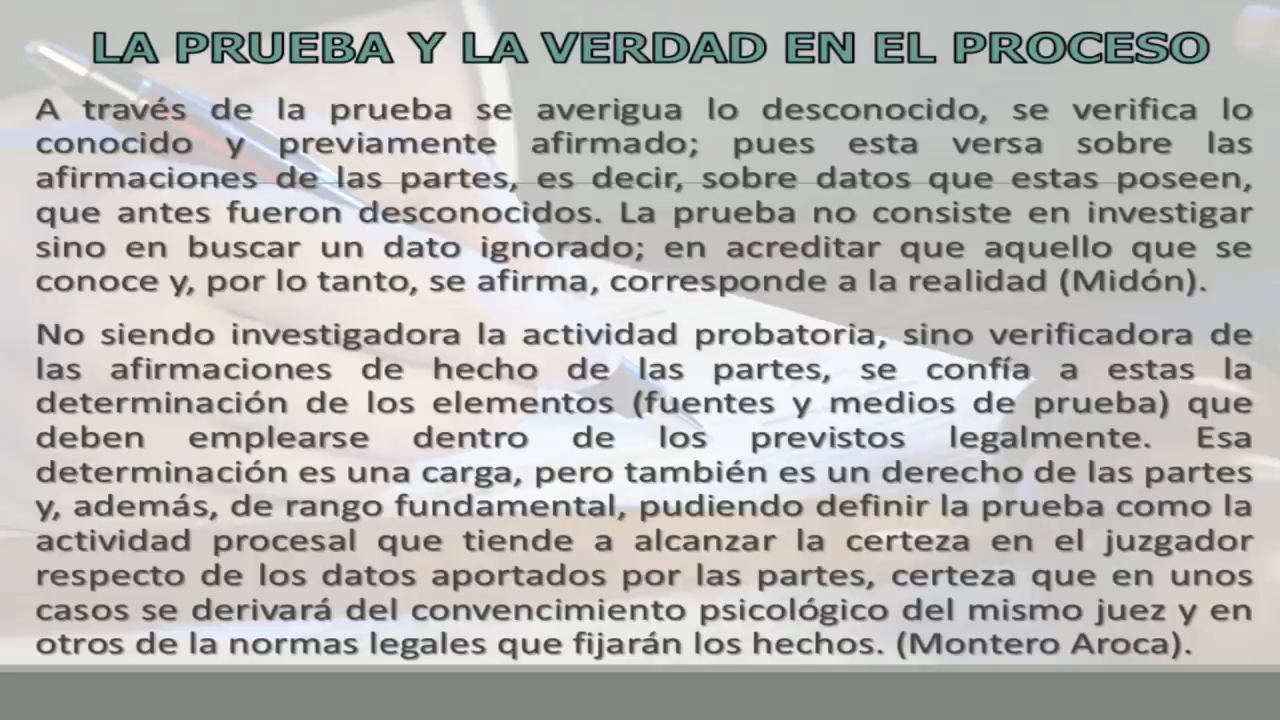 LA PRUEBA Y LA VERDAD EN EL PROCESO
A través de la prueba se averigua lo desconocido, se verifica lo
conocido y previamente afirmado; pues esta versa sobre las
afirmaciones de las partes, es decir, sobre datos que estas poseen,
que antes fueron desconocidos. La prueba no consiste en investigar
sino en buscar un dato ignorado; en acreditar que aquello que se
conoce y, por lo tanto, se afirma, corresponde a la realidad (Midón).
No siendo investigadora la actividad probatoria, sino verificadora de
las afirmaciones de hecho de las partes, se confía a estas la
determinación de los elementos (fuentes y medios de prueba) que
deben emplearse dentro de los previstos legalmente. Esa
determinación es una carga, pero también es un derecho de las partes
y, además, de rango fundamental, pudiendo definir la prueba como la
actividad procesal que tiende a alcanzar la certeza en el juzgador
respecto de los datos aportados por las partes, certeza que en unos
casos se derivará del convencimiento psicológico del mismo juez y en
otros de la normas legales que fijarán los hechos. (Montero Aroca).